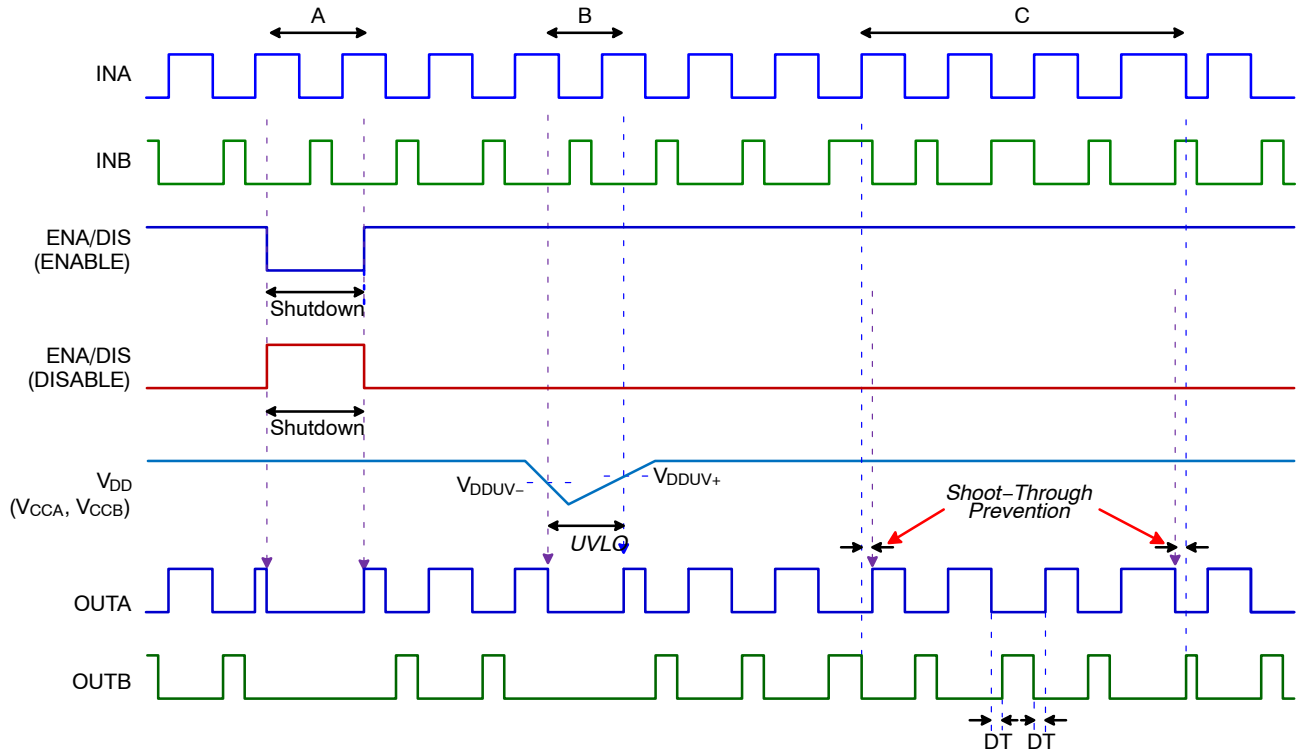 A
B
C
INA
INB
ENA/DIS
(ENABLE)
Shutdown
ENA/DIS
(DISABLE)
Shutdown
VDD
(VCCA, VCCB)
VDDUV−
VDDUV+
UVLO
Shoot−Through
Prevention
OUTA
OUTB
DT
DT